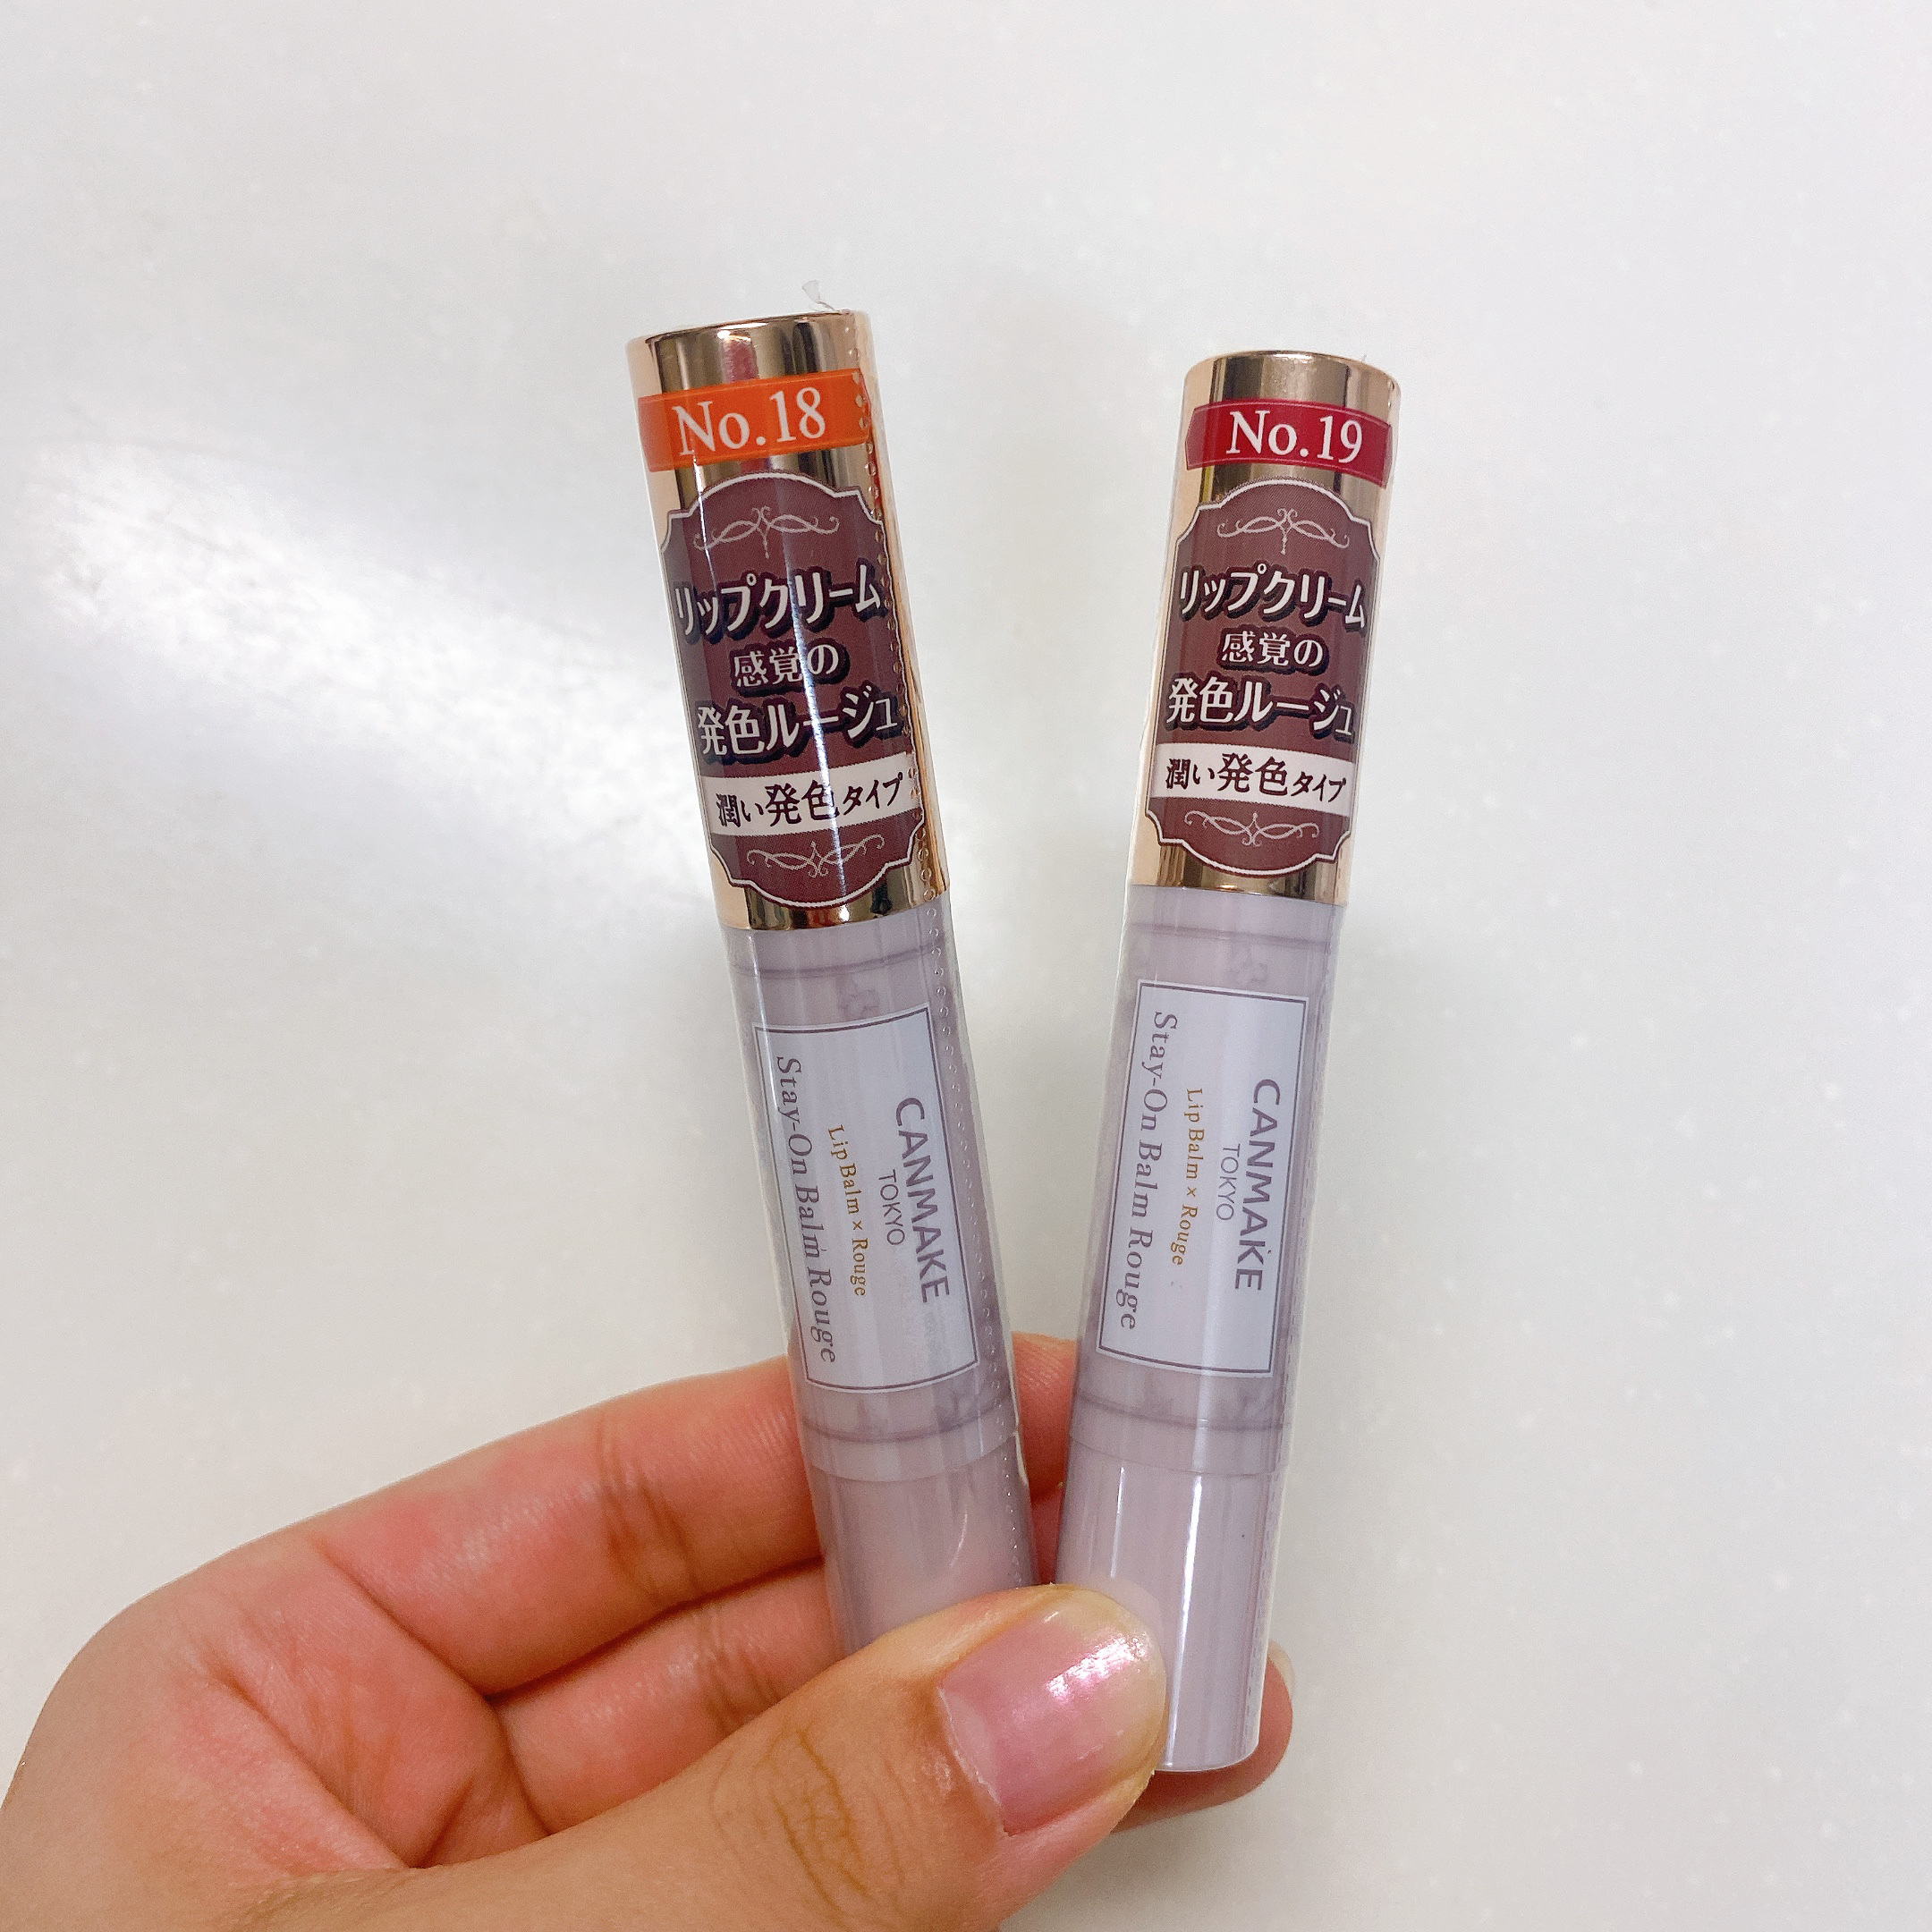 No.18
リップクリーム
感覚の
発色ルージュ
潤い発色タイプ
CANMAKE
TOKYO
Lip Balm × Rouge
Stay-On Balm Rouge
No.19
リップクリーム
感覚の
発色ルージュ
潤い発色タイプ
CANMAKE
TOKYO
Lip Balm × Rouge
Stay-On Balm Rouge